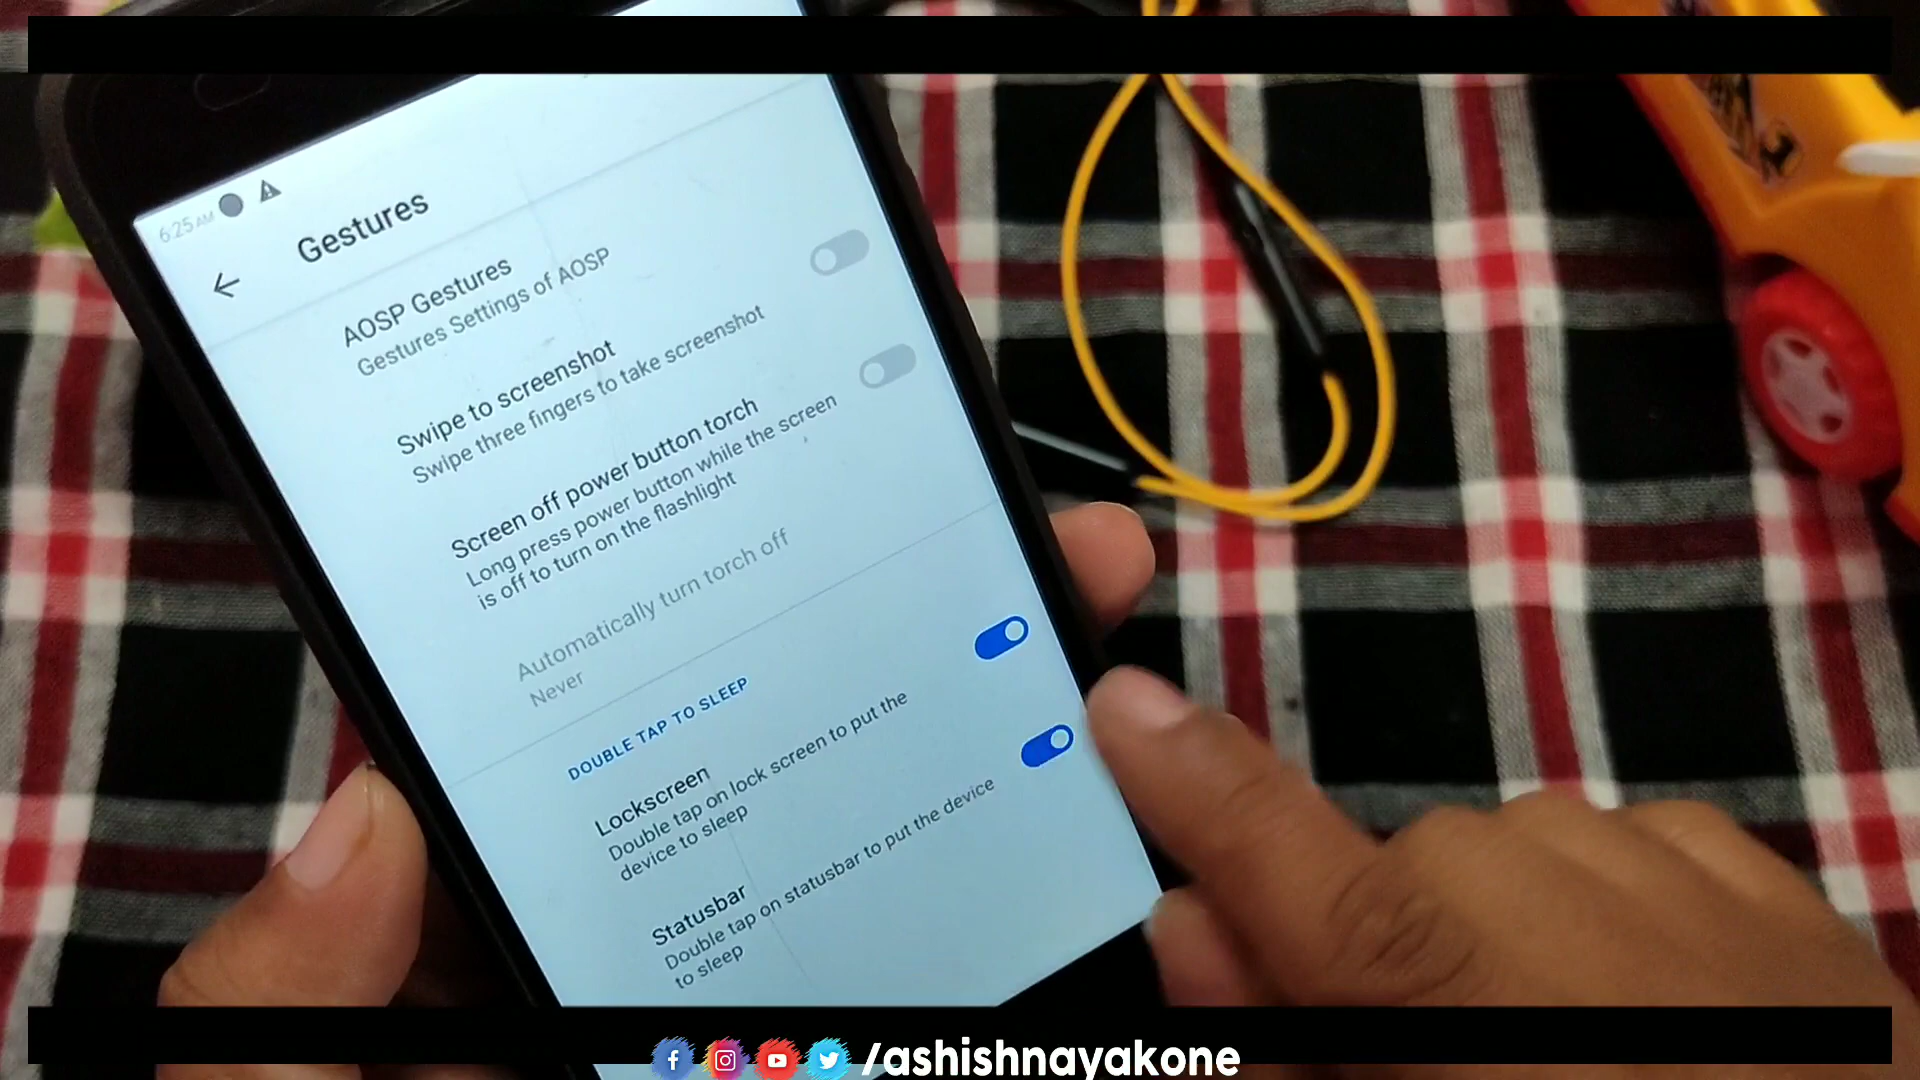 6:25 AM
Gestures
AOSP Gestures
Gestures Settings of AOSP
Swipe to screenshot
Swipe three fingers to take screenshot
Screen off power button torch
Long press power button while the screen
is off to turn on the flashlight
Automatically turn torch off
Never
DOUBLE TAP TO SLEEP
Lockscreen
Double tap on lock screen to put the
device to sleep
Statusbar
Double tap on statusbar to put the device
to sleep
/ashishnayakone